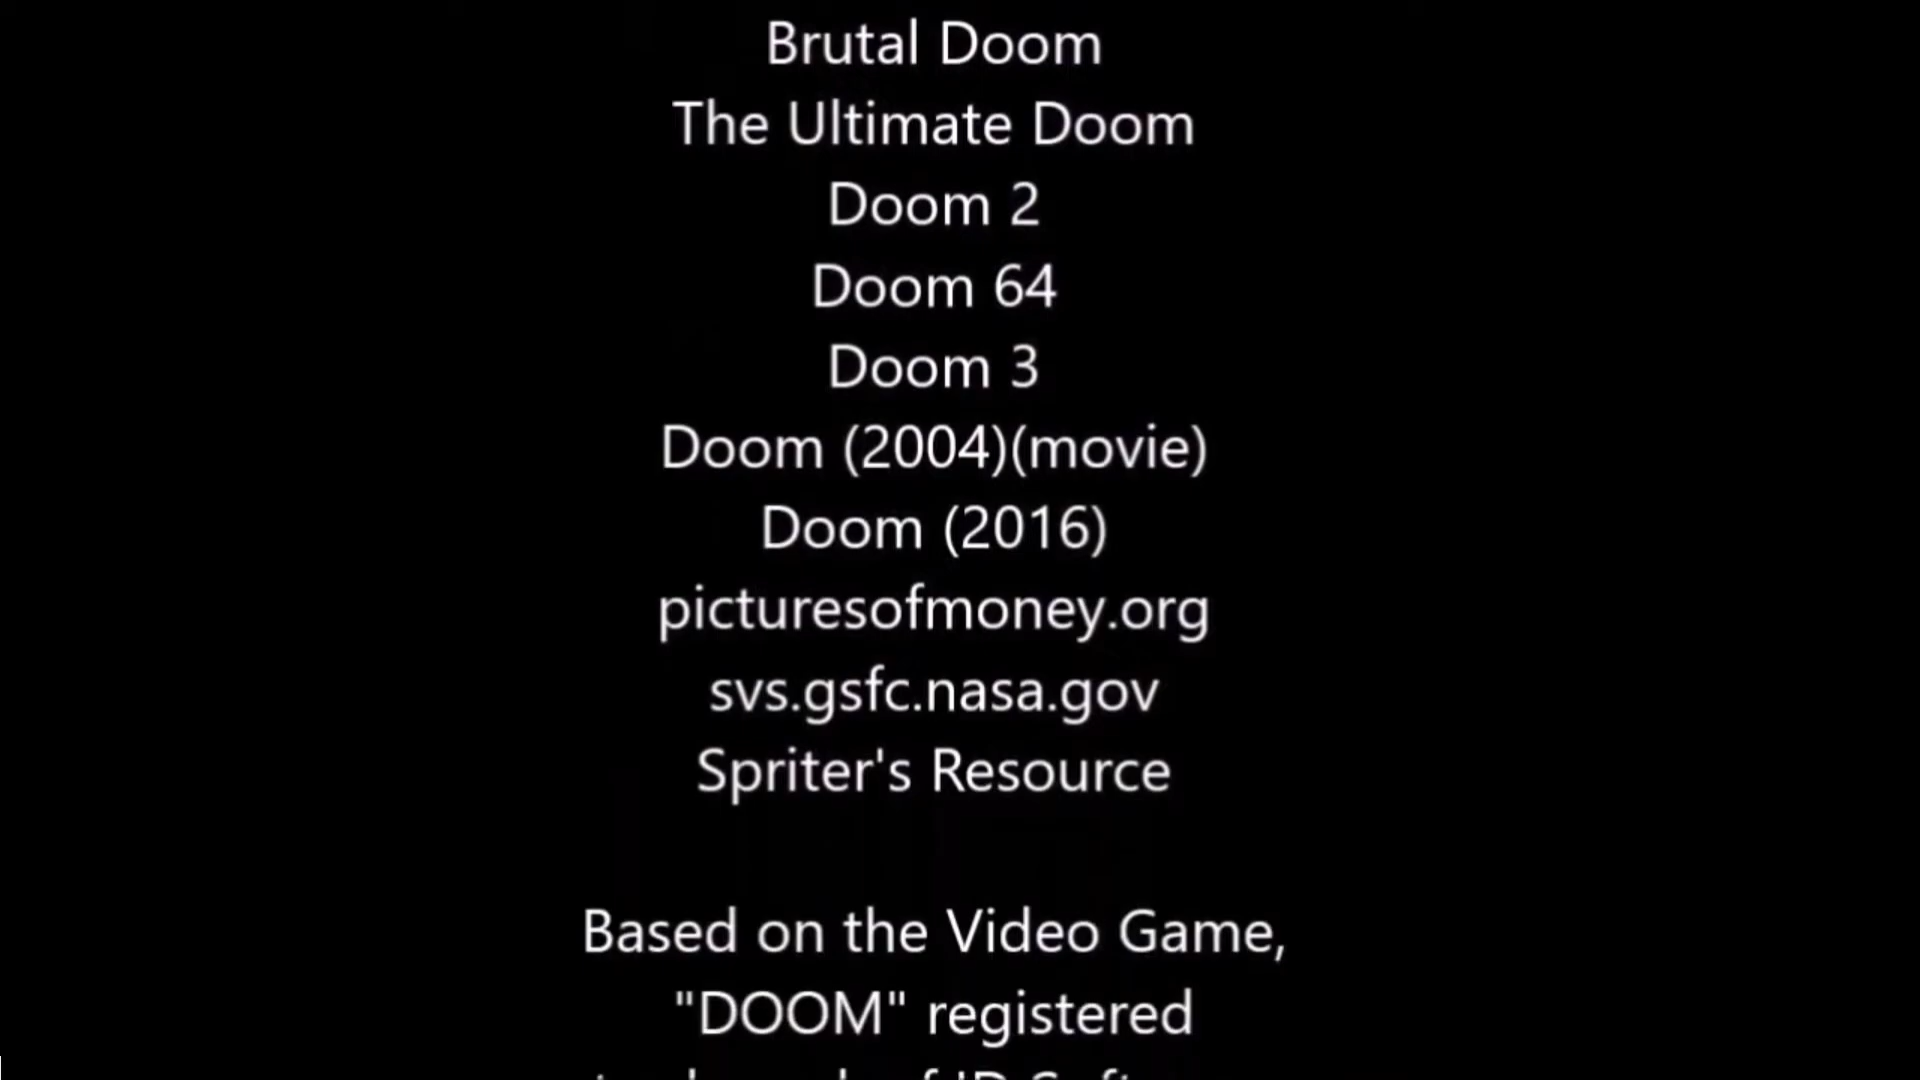 Brutal Doom
The Ultimate Doom
Doom 2
Doom 64
Doom 3
Doom (2004)(movie)
Doom (2016)
picturesofmoney.org
svs.gsfc.nasa.gov
Spriter's Resource
Based on the Video Game,
"DOOM" registered